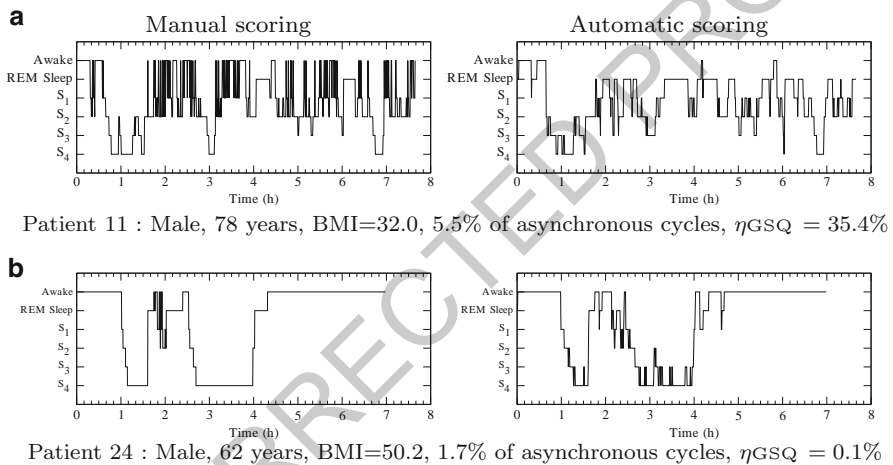 a
Manual scoring
Automatic scoring
Awake
REM Sleep
S1
S2
S3
S4
0 1 2 3 4 5 6 7 8
Time (h)
0 1 2 3 4 5 6 7 8
Time (h)
Patient 11 : Male, 78 years, BMI=32.0, 5.5% of asynchronous cycles, ηGSQ = 35.4%
b
Awake
REM Sleep
S1
S2
S3
S4
0 1 2 3 4 5 6 7 8
Time (h)
Awake
REM Sleep
S1
S2
S3
S4
0 1 2 3 4 5 6 7 8
Time (h)
Patient 24 : Male, 62 years, BMI=50.2, 1.7% of asynchronous cycles, ηGSQ = 0.1%
Awake
REM Sleep
S1
S2
S3
S4
RRECTED PRO